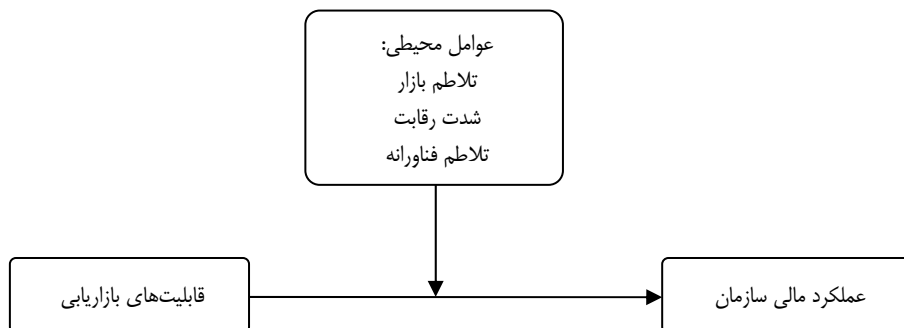 عوامل محیطی:
تلاطم بازار
شدت رقابت
تلاطم فناورانه
قابلیت‌های بازاریابی
عملکرد مالی سازمان